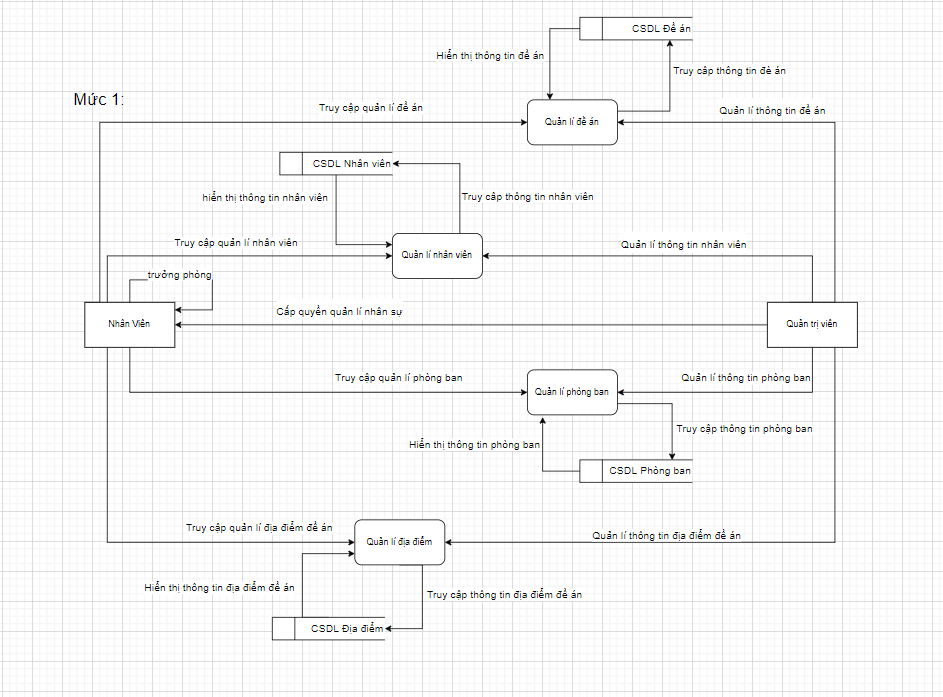 CSDL Đề án
Hiển thị thông tin đề án
Truy cập thông tin đề án
Mức 1:
Truy cập quản lí đề án
Quản lí thông tin đề án
Quản lí đề án
CSDL Nhân viên
hiển thị thông tin nhân viên
Truy cập thông tin nhân viên
Truy cập quản lí nhân viên
Quản lí thông tin nhân viên
Quản lí nhân viên
trưởng phòng
Cấp quyền quản lí nhân sự
Nhân Viên
Quản trị viên
Truy cập quản lí phòng ban
Quản lí thông tin phòng ban
Quản lí phòng ban
Truy cập thông tin phòng ban
Hiển thị thông tin phòng ban
CSDL Phòng ban
Truy cập quản lí địa điểm đề án
Quản lí thông tin địa điểm đề án
Quản lí địa điểm
Hiển thị thông tin địa điểm đề án
Truy cập thông tin địa điểm đề án
CSDL Địa điểm